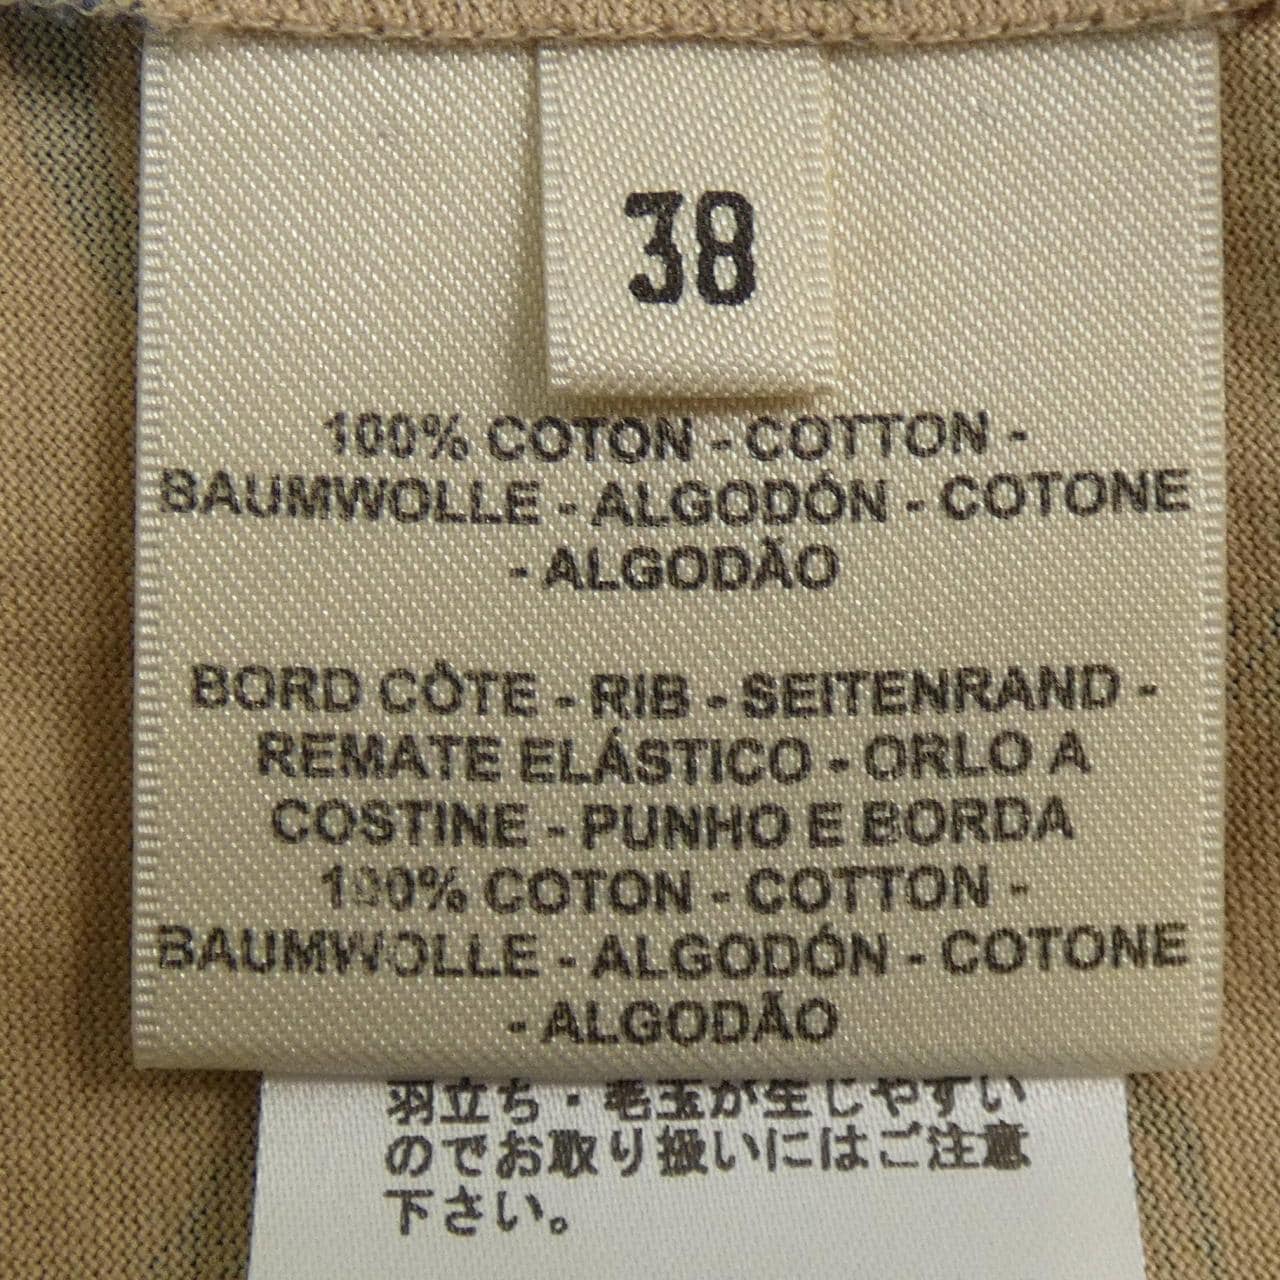 38
100% COTON - COTTON -
BAUMWOLLE - ALGODÓN - COTONE
- ALGODÃO
BORD CÔTE - RIB - SEITENRAND -
REMATE ELÁSTICO - ORLO A
COSTINE - PUNHO E BORDA
100% COTON - COTTON -
BAUMWOLLE - ALGODÓN - COTONE
- ALGODÃO
羽立ち・毛玉が生じやすい
のでお取り扱いにはご注意
下さい。